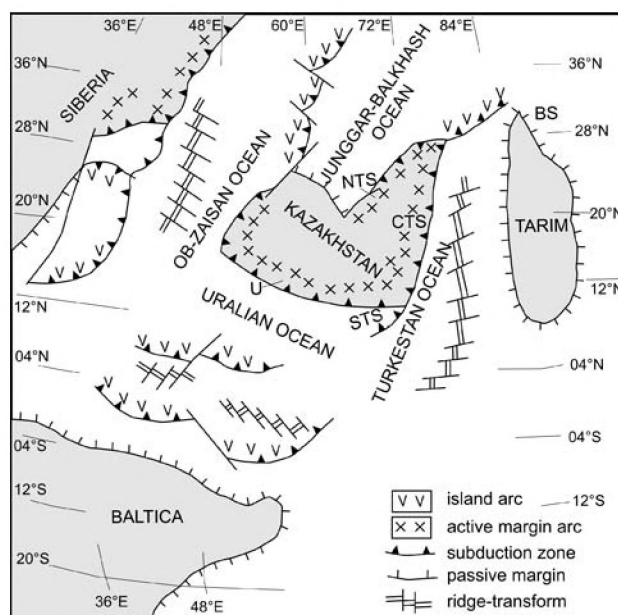 36°E
48°E
60°E
72°E
84°E
36°N
28°N
20°N
12°N
04°N
04°S
12°S
20°S
36°N
28°N
20°N
12°N
04°N
04°S
12°S
36°E
48°E
SIBERIA
OB-ZAISAN OCEAN
JUNGGAR-BALKHASH
OCEAN
NTS
KAZAKHSTAN
CTS
BS
TARIM
U
URALIAN OCEAN
STS
TURKESTAN OCEAN
BALTICA
island arc
active margin arc
subduction zone
passive margin
ridge-transform